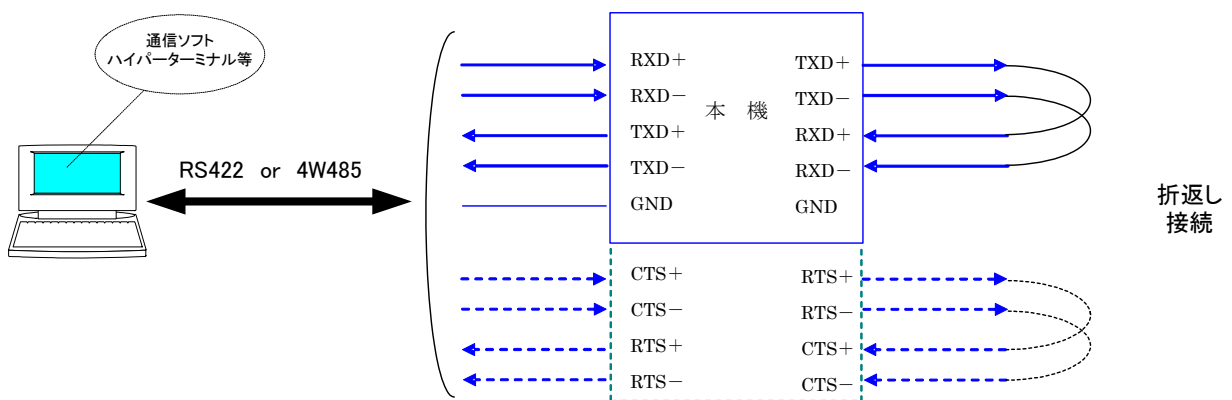 通信ソフト
ハイパーターミナル等
RS422 or 4W485
RXD+
RXD−
TXD+
TXD−
GND
本 機
TXD+
TXD−
RXD+
RXD−
GND
CTS+
CTS−
RTS+
RTS−
RTS+
RTS−
CTS+
CTS−
折返し
接続